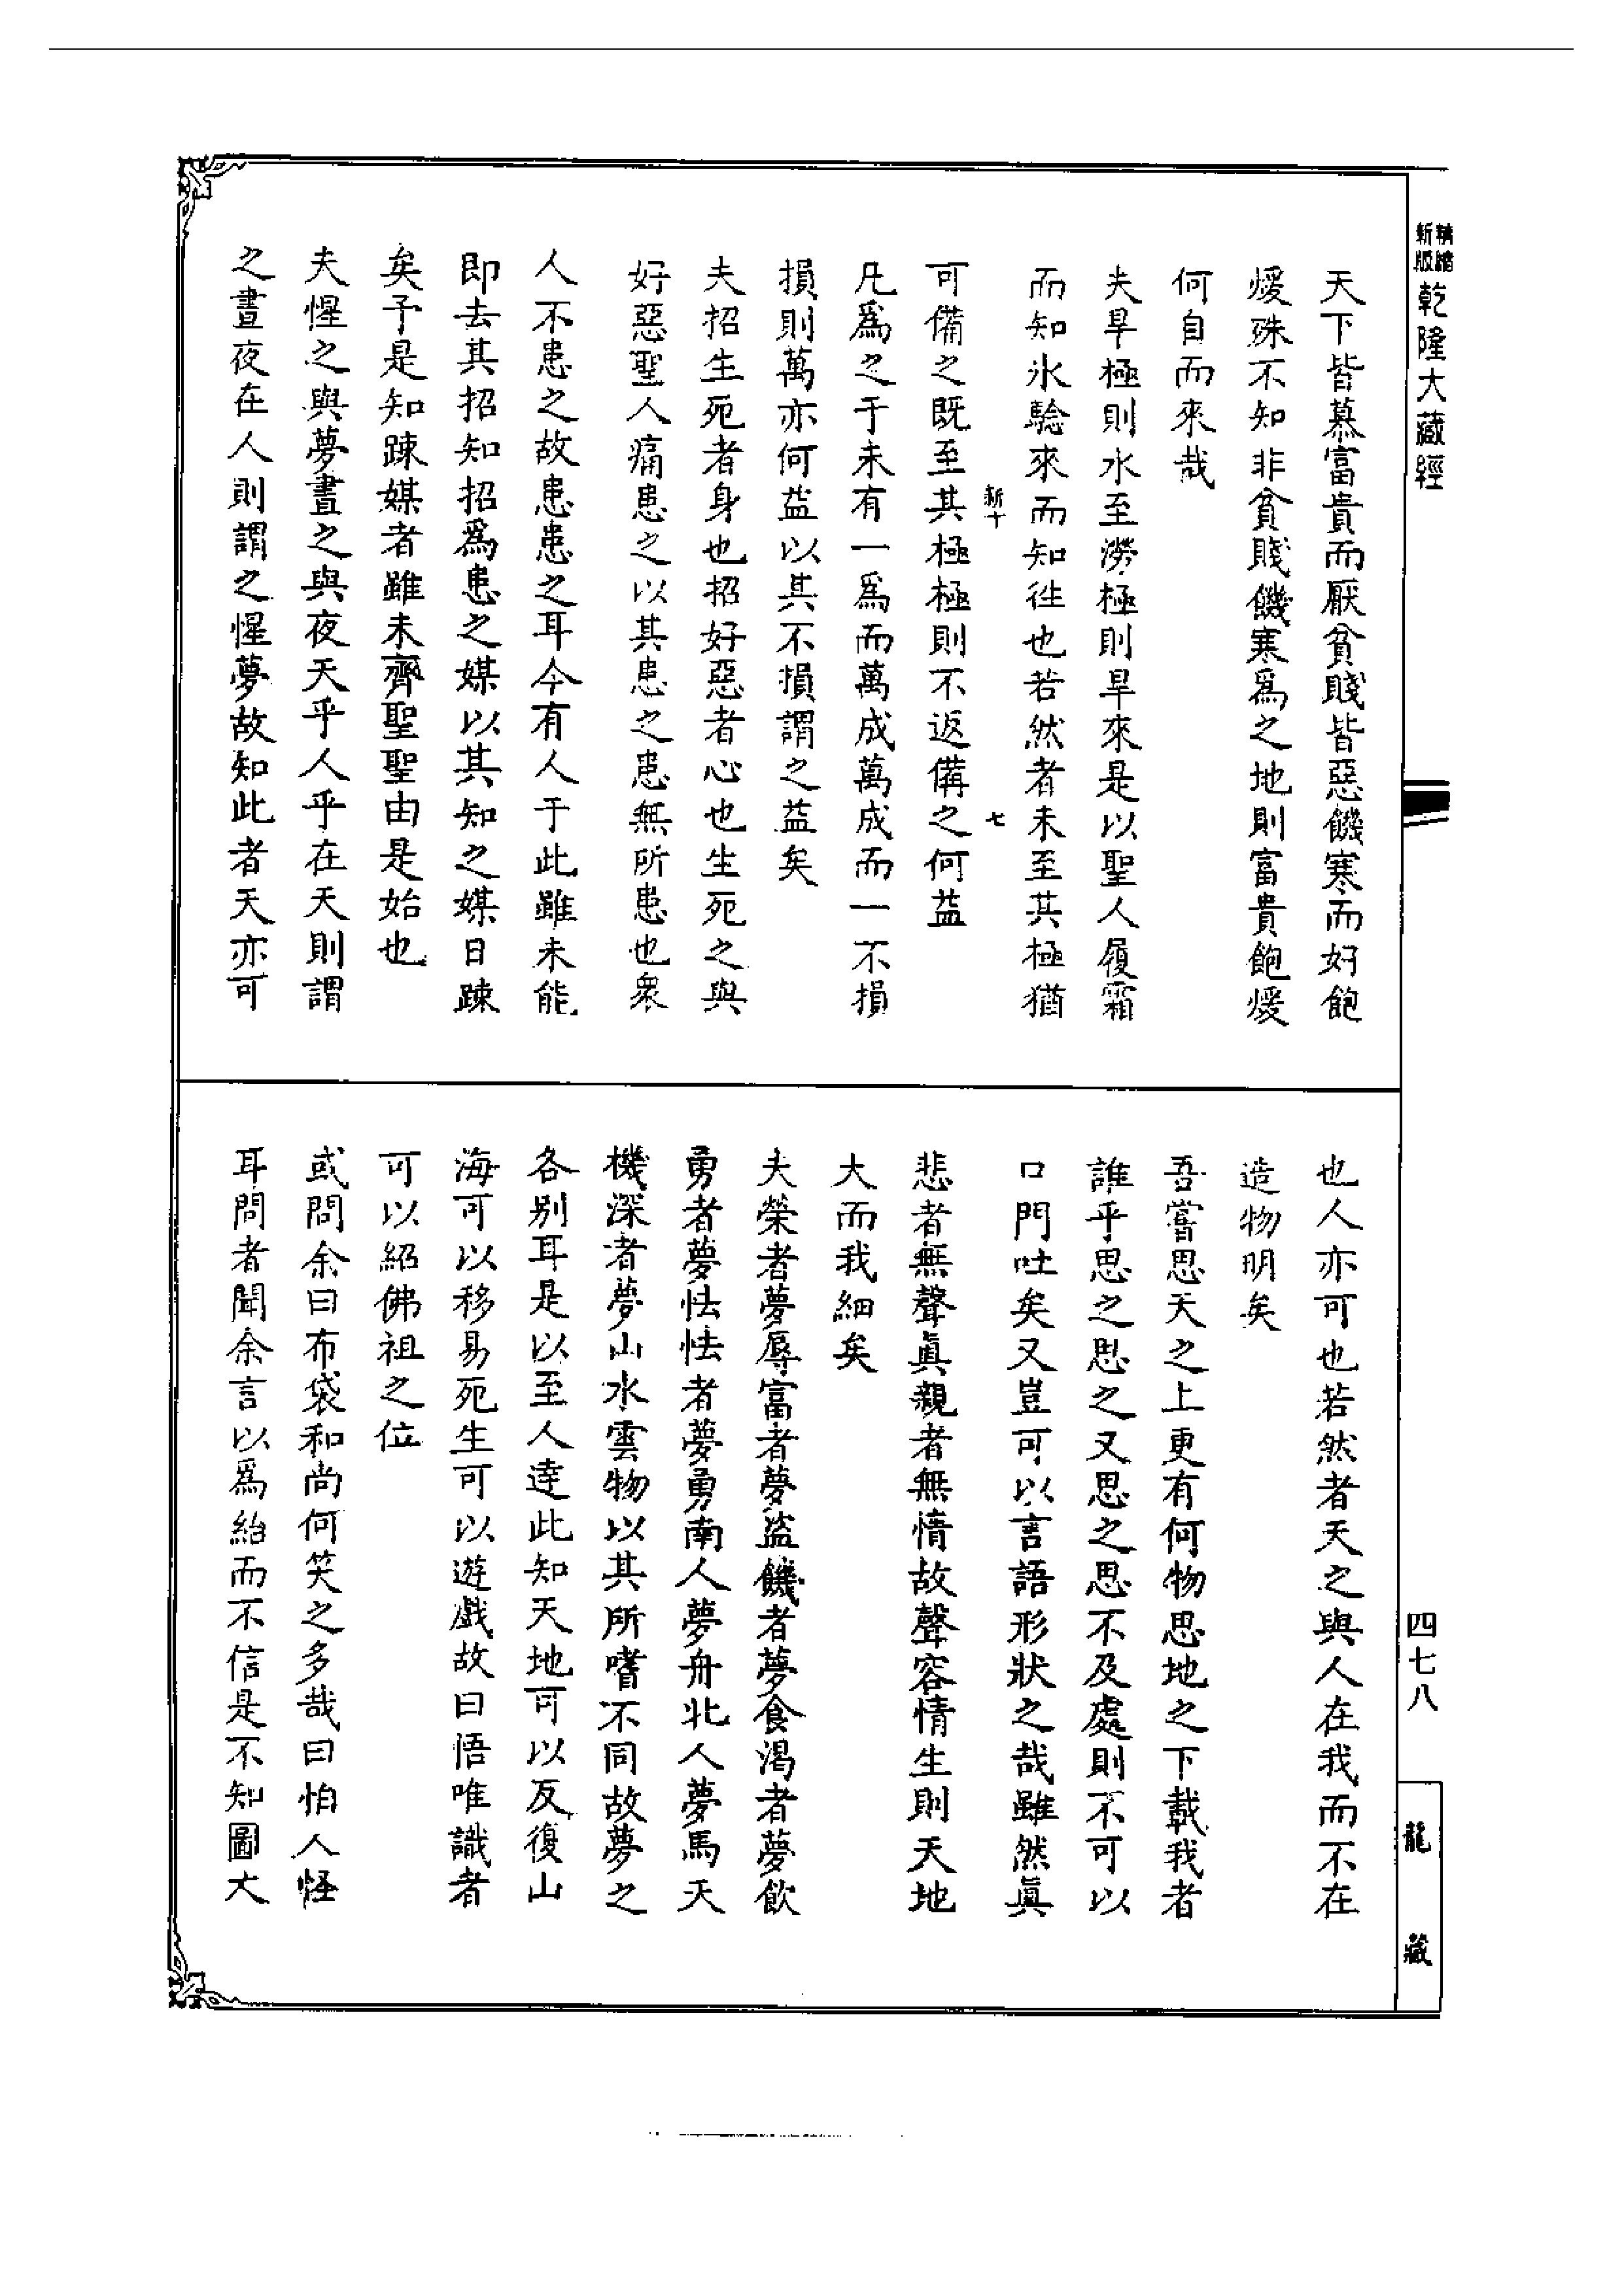 精縮新版乾隆大藏經
天下皆慕富貴而厭貧賤皆惡饑寒而好飽
煖殊不知非貧賤饑寒爲之地則富貴飽煖
何自而來哉
夫旱極則水至澇極則旱來是以聖人履霜
而知氷驗來而知徃也若然者未至其極猶
新十 七
可備之既至其極極則不返備之何益
凡爲之于未有一爲而萬成萬成而一不損
損則萬亦何益以其不損謂之益矣
夫招生死者身也招好惡者心也生死之與
好惡聖人痛患之以其患之患無所患也衆
人不患之故患患之耳今有人于此雖未能
即去其招知招爲患之媒以其知之媒日踈
矣予是知踈媒者雖未齊聖聖由是始也
夫惺之與夢晝之與夜天乎人乎在天則謂
之晝夜在人則謂之惺夢故知此者天亦可
也人亦可也若然者天之與人在我而不在
造物明矣
吾嘗思天之上更有何物思地之下載我者
誰乎思之思之又思之思不及處則不可以
口門吐矣又豈可以言語形狀之哉雖然眞
悲者無聲眞親者無情故聲容情生則天地
大而我細矣
夫榮者夢辱富者夢盜饑者夢食渴者夢飲
勇者夢怯怯者夢勇南人夢舟北人夢馬天
機深者夢山水雲物以其所嗜不同故夢之
各別耳是以至人達此知天地可以反復山
海可以移易死生可以遊戲故曰悟唯識者
可以紹佛祖之位
或問余曰布袋和尚何笑之多哉曰怕人怪
耳問者聞余言以爲紿而不信是不知圖大
四七八
龍藏